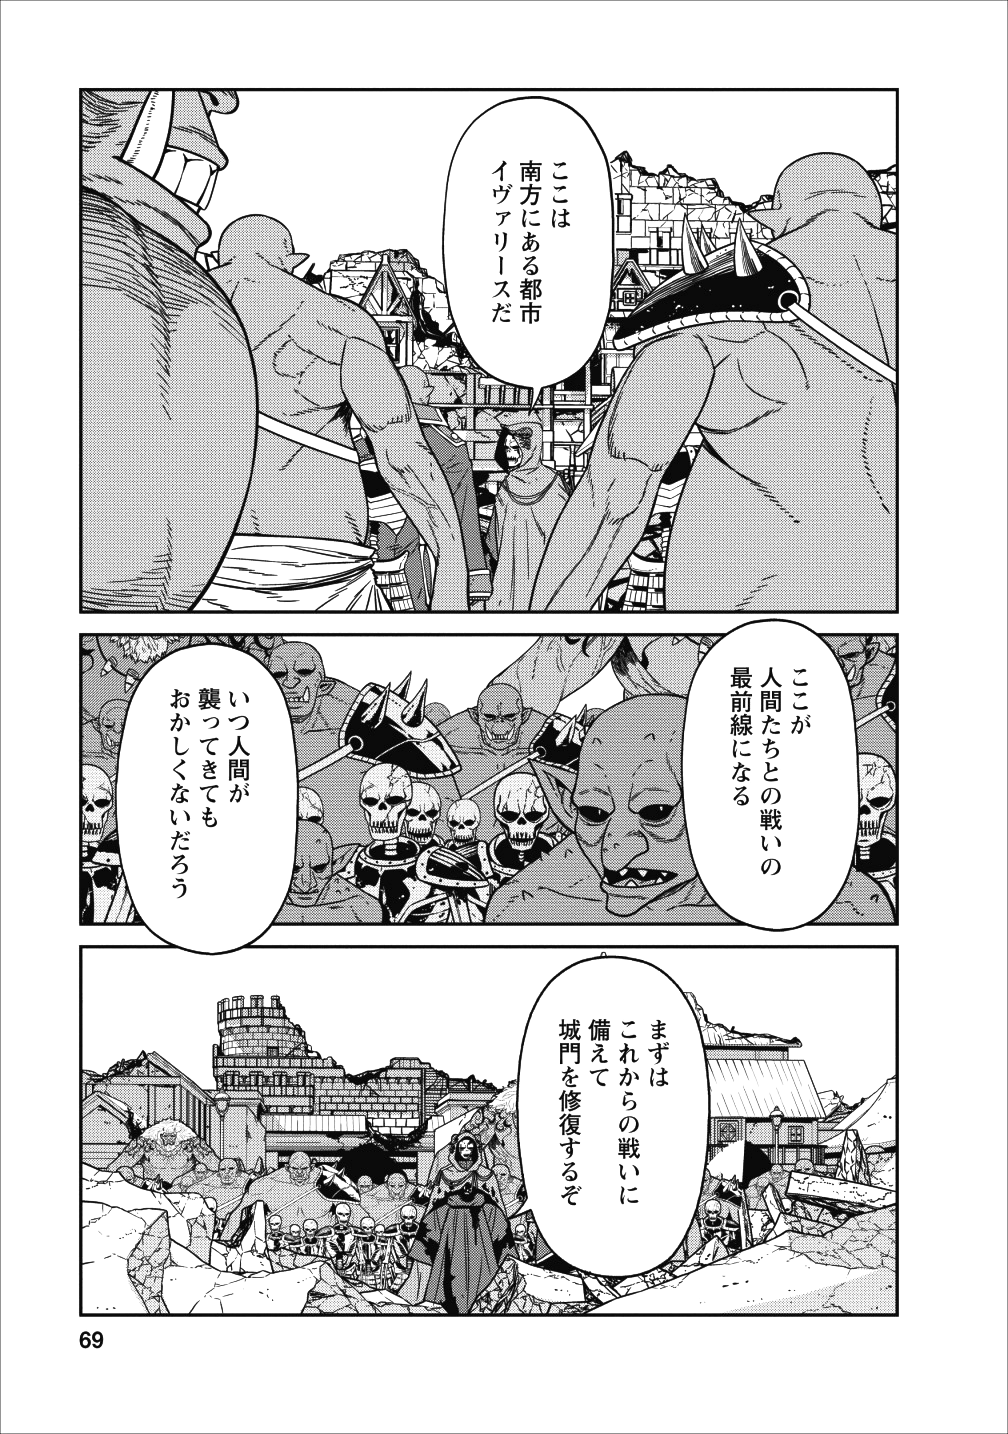 ここは
南方にある都市
イヴァリースだ
ここが
人間たちとの戦いの
最前線になる
いつ人間が
襲ってきても
おかしくないだろう
まずは
これからの戦いに
備えて
城門を修復するぞ
69